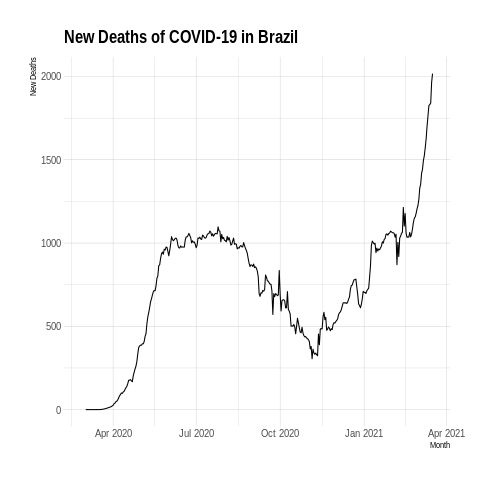 New Deaths of COVID-19 in Brazil
New Deaths
2000
1500
1000
500
0
Apr 2020 Jul 2020 Oct 2020 Jan 2021 Apr 2021
Month